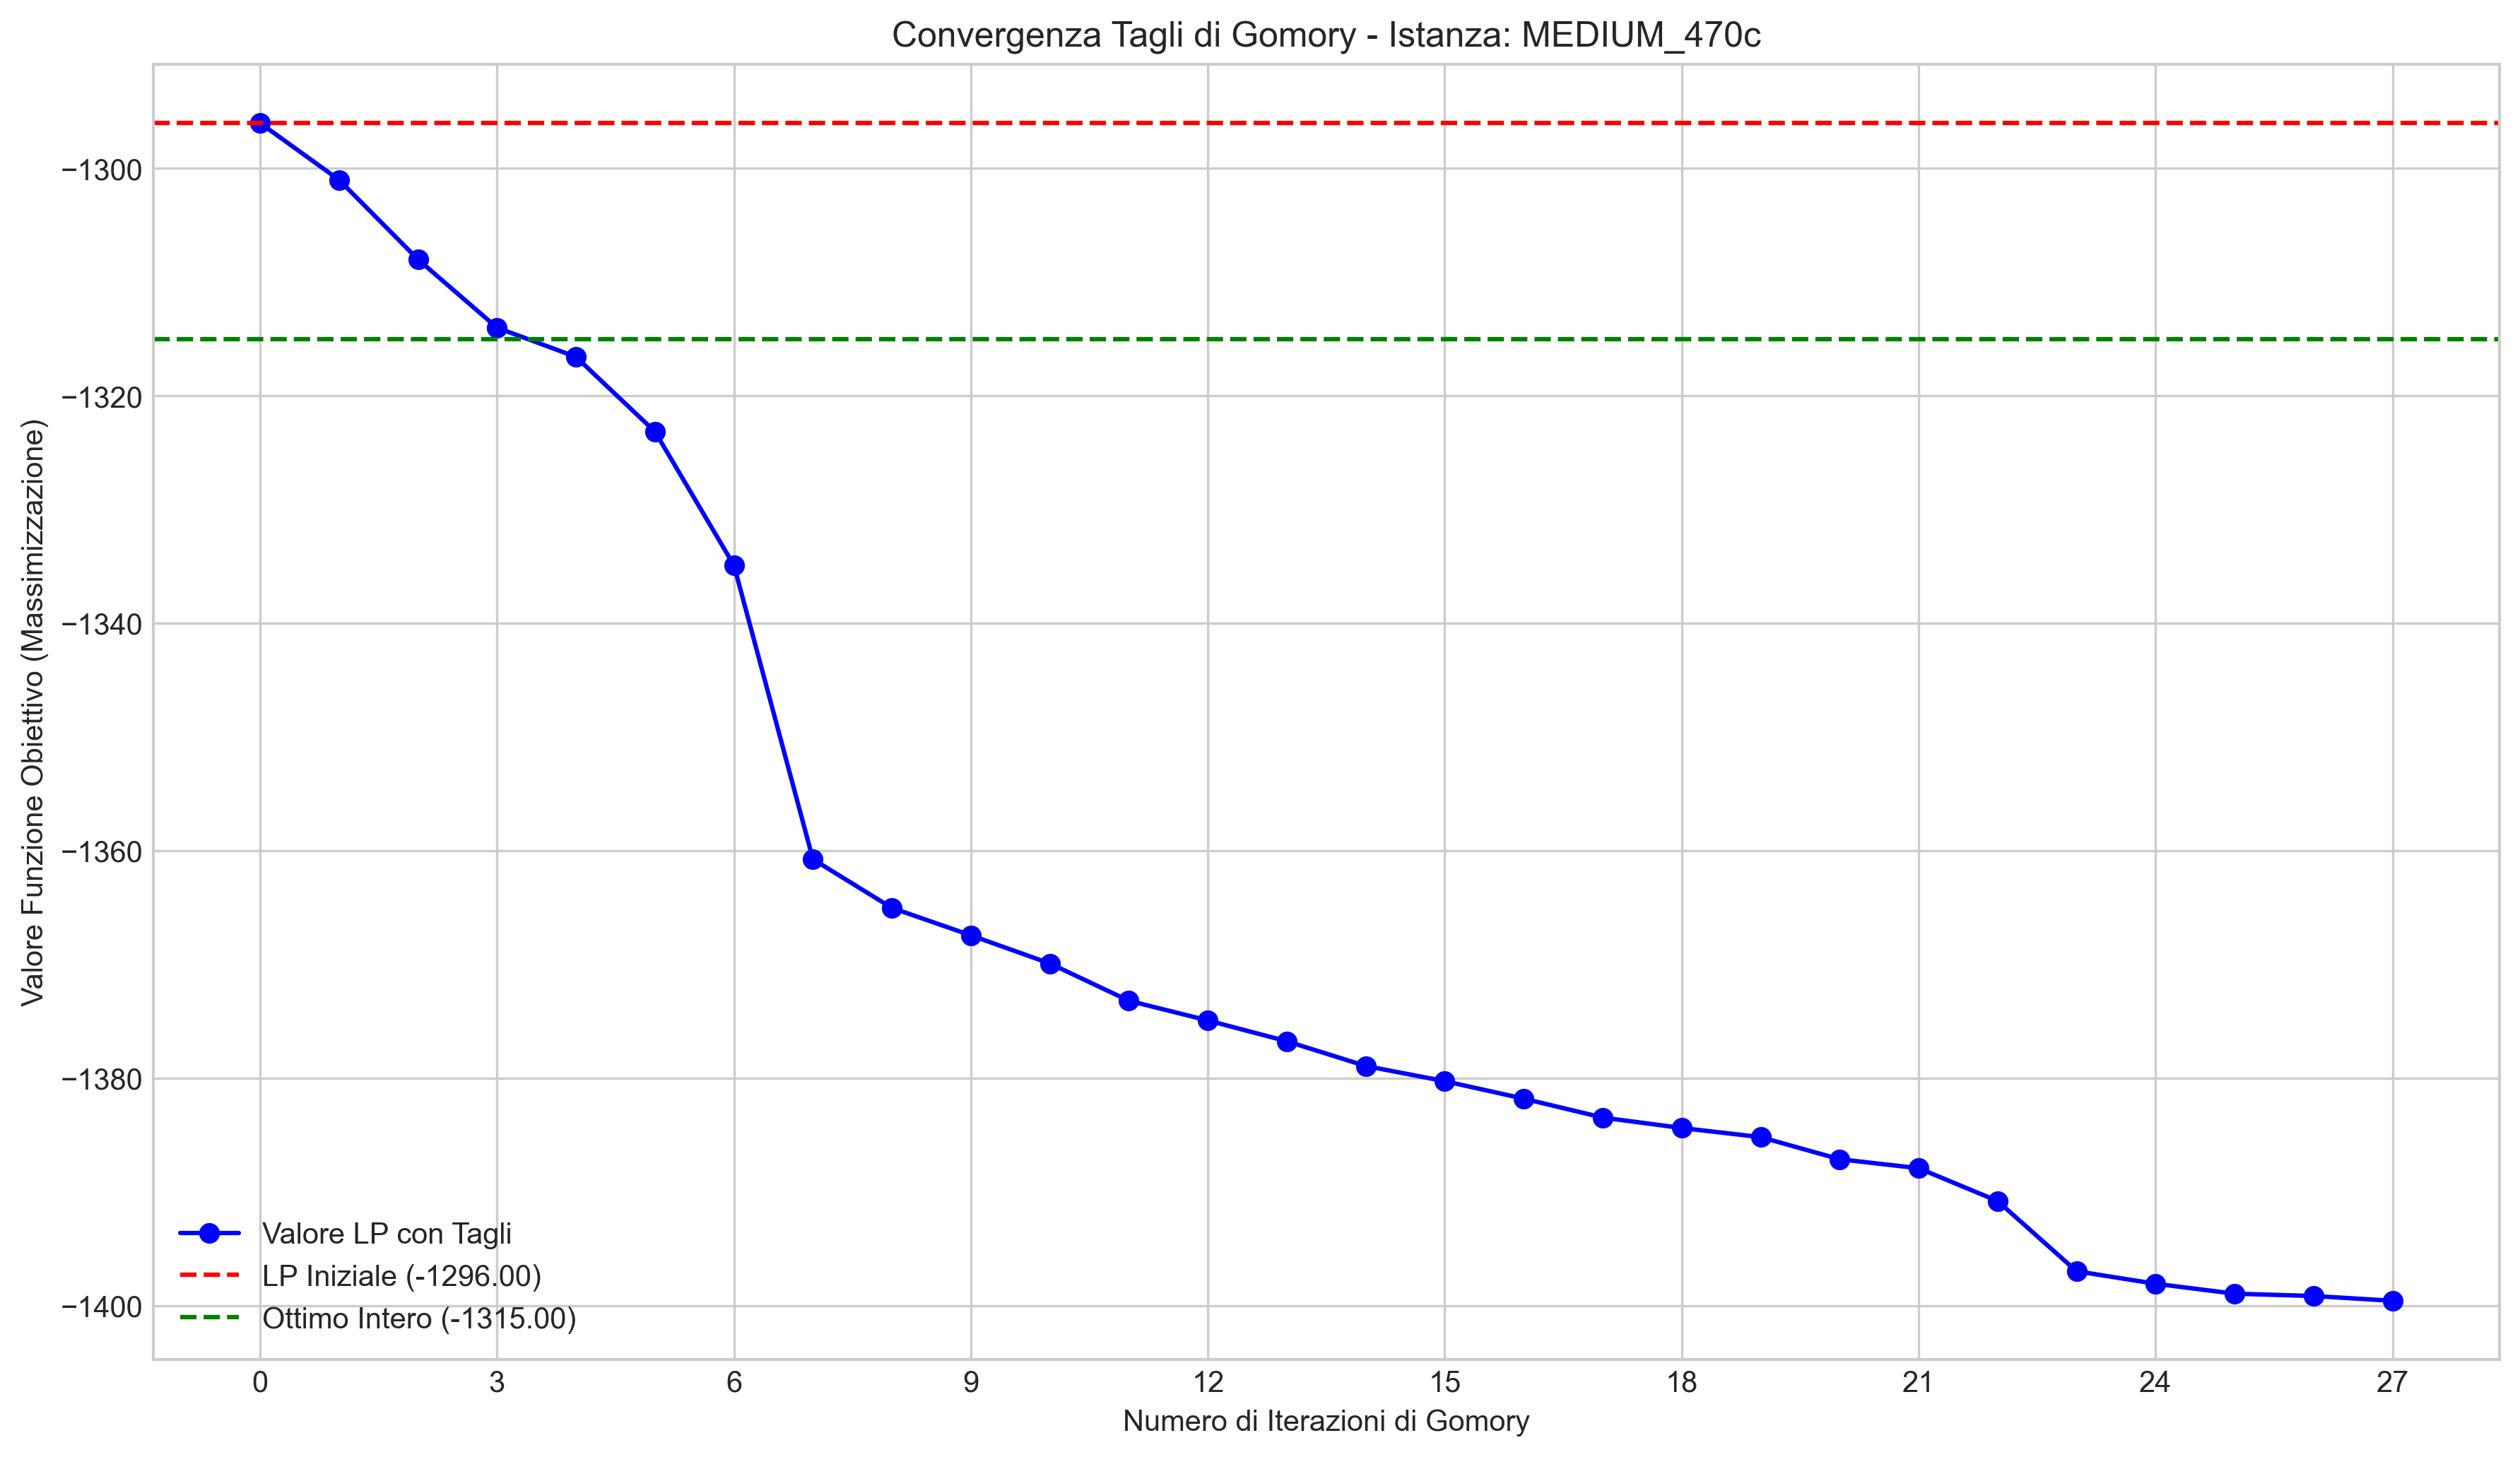 Convergenza Tagli di Gomory - Istanza: MEDIUM_470c
Valore Funzione Obiettivo (Massimizzazione)
−1300
−1320
−1340
−1360
−1380
−1400
Valore LP con Tagli
LP Iniziale (-1296.00)
Ottimo Intero (-1315.00)
0 3 6 9 12 15 18 21 24 27
Numero di Iterazioni di Gomory